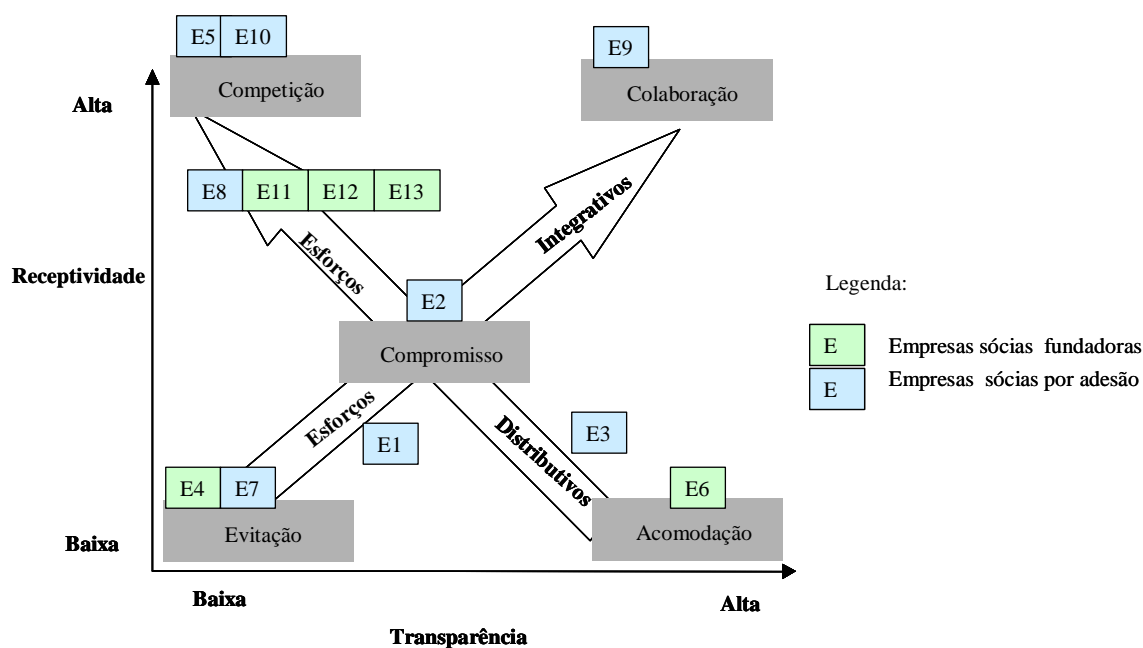 E5 E10
E9
Competição
Colaboração
Alta
E8 E11 E12 E13
Integrativos
Esforços
Receptividade
E2
Legenda:
Compromisso
E Empresas sócias fundadoras
E Empresas sócias por adesão
Esforços
E1
E3
Distributivos
E4 E7
E6
Evitação
Acomodação
Baixa
Baixa
Alta
Transparência